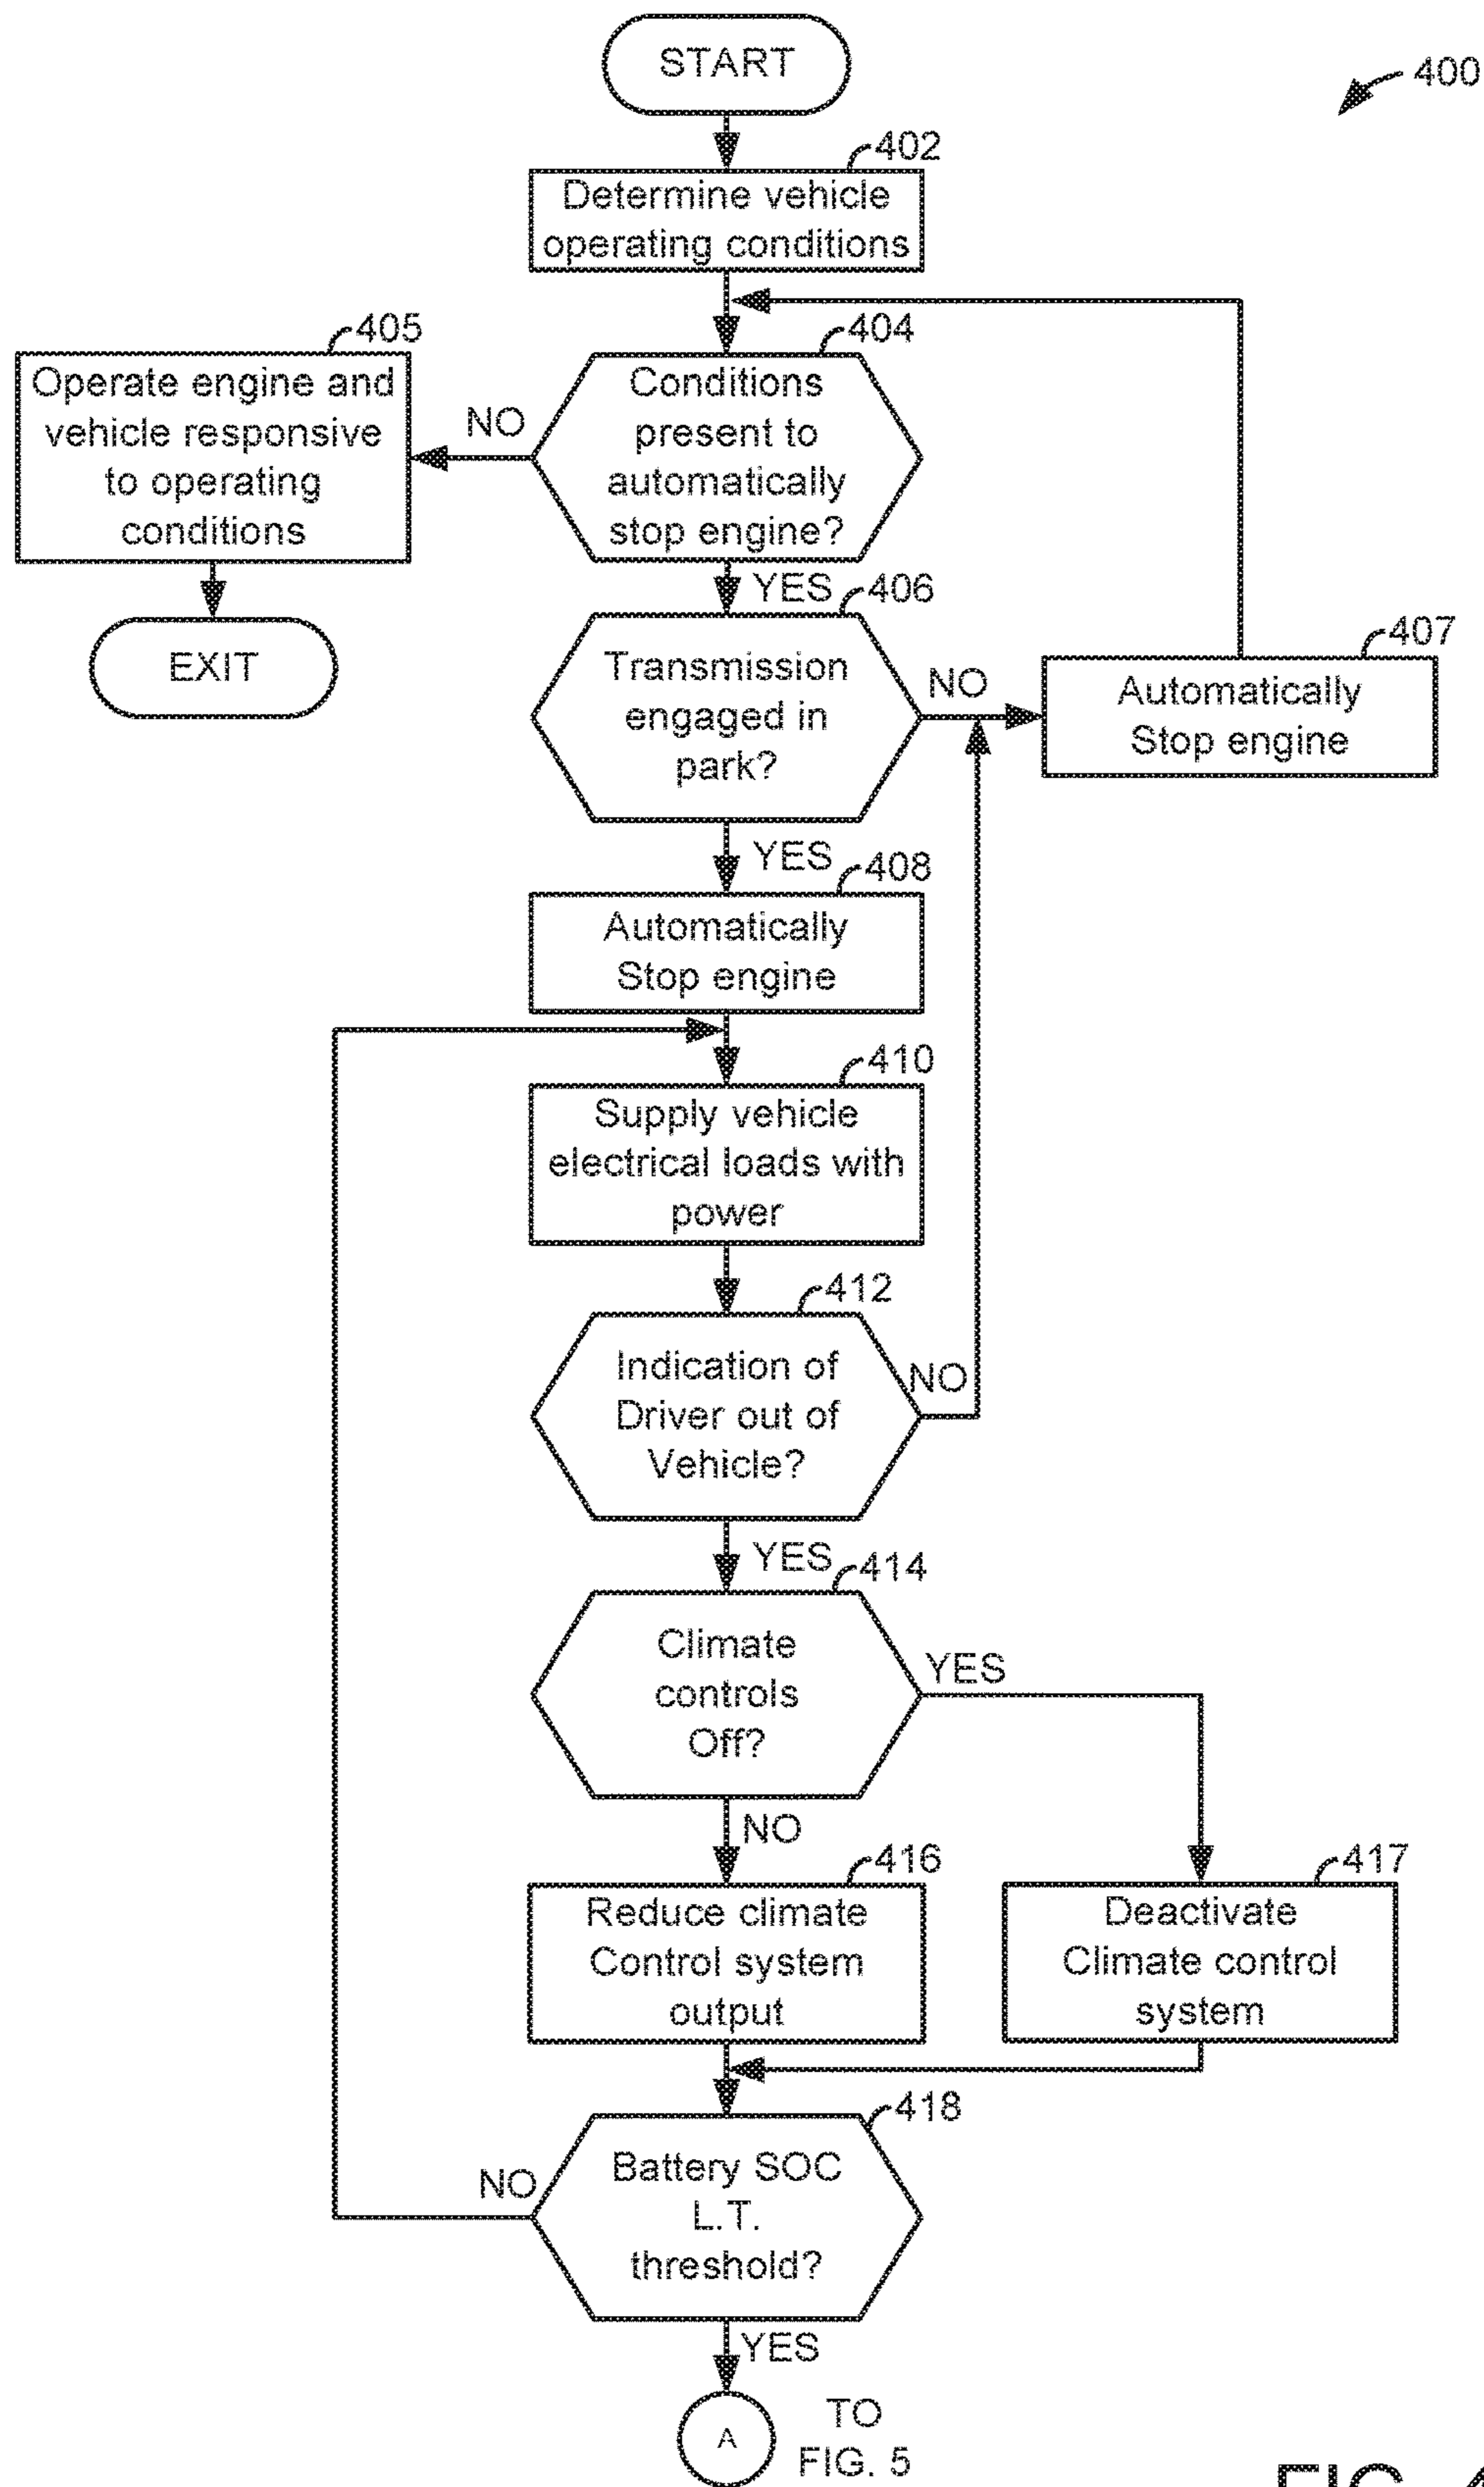 START
400
402
Determine vehicle
operating conditions
405
404
Operate engine and
vehicle responsive
to operating
conditions
NO
Conditions
present to
automatically
stop engine?
YES
406
EXIT
Transmission
engaged in
park?
NO
407
Automatically
Stop engine
YES
408
Automatically
Stop engine
410
Supply vehicle
electrical loads with
power
412
Indication of
Driver out of
Vehicle?
NO
YES
414
Climate
controls
Off?
YES
NO
416
Reduce climate
Control system
output
417
Deactivate
Climate control
system
418
Battery SOC
L.T.
threshold?
NO
YES
A
TO
FIG. 5
FIG. 4